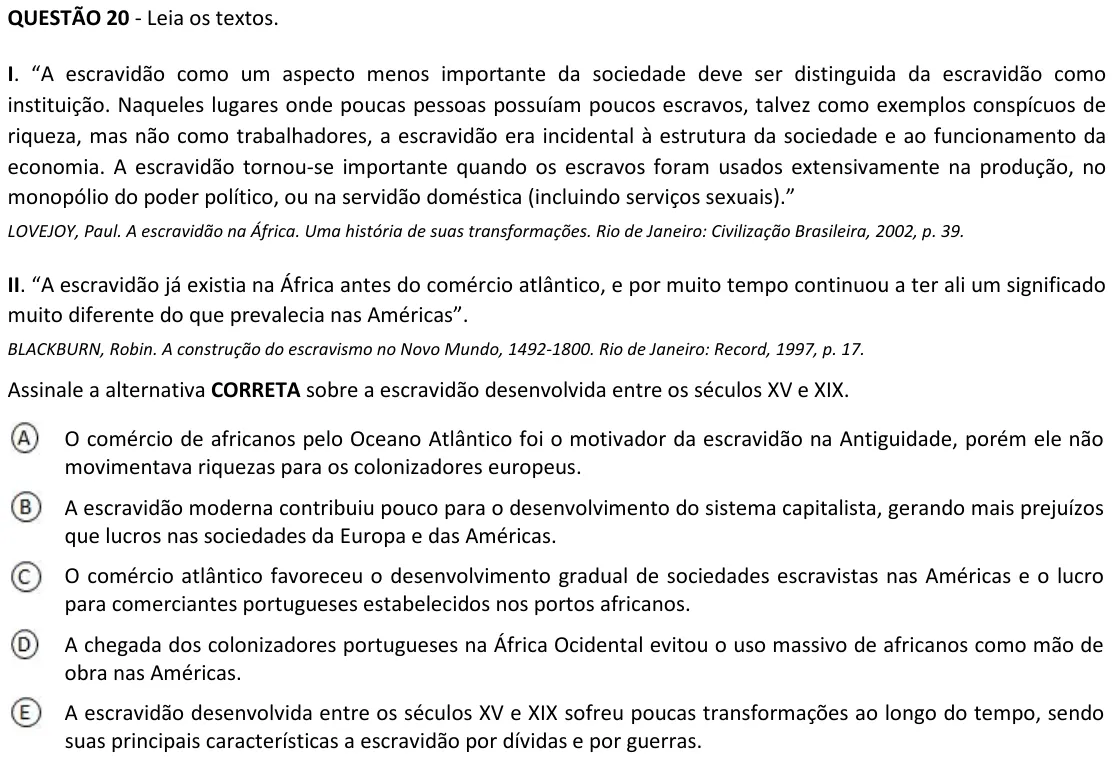 QUESTÃO 20 - Leia os textos.
I. “A escravidão como um aspecto menos importante da sociedade deve ser distinguida da escravidão como
instituição. Naqueles lugares onde poucas pessoas possuíam poucos escravos, talvez como exemplos conspícuos de
riqueza, mas não como trabalhadores, a escravidão era incidental à estrutura da sociedade e ao funcionamento da
economia. A escravidão tornou-se importante quando os escravos foram usados extensivamente na produção, no
monopólio do poder político, ou na servidão doméstica (incluindo serviços sexuais).”
LOVEJOY, Paul. A escravidão na África. Uma história de suas transformações. Rio de Janeiro: Civilização Brasileira, 2002, p. 39.
II. “A escravidão já existia na África antes do comércio atlântico, e por muito tempo continuou a ter ali um significado
muito diferente do que prevalecia nas Américas”.
BLACKBURN, Robin. A construção do escravismo no Novo Mundo, 1492-1800. Rio de Janeiro: Record, 1997, p. 17.
Assinale a alternativa CORRETA sobre a escravidão desenvolvida entre os séculos XV e XIX.
A O comércio de africanos pelo Oceano Atlântico foi o motivador da escravidão na Antiguidade, porém ele não
movimentava riquezas para os colonizadores europeus.
B A escravidão moderna contribuiu pouco para o desenvolvimento do sistema capitalista, gerando mais prejuízos
que lucros nas sociedades da Europa e das Américas.
C O comércio atlântico favoreceu o desenvolvimento gradual de sociedades escravistas nas Américas e o lucro
para comerciantes portugueses estabelecidos nos portos africanos.
D A chegada dos colonizadores portugueses na África Ocidental evitou o uso massivo de africanos como mão de
obra nas Américas.
E A escravidão desenvolvida entre os séculos XV e XIX sofreu poucas transformações ao longo do tempo, sendo
suas principais características a escravidão por dívidas e por guerras.